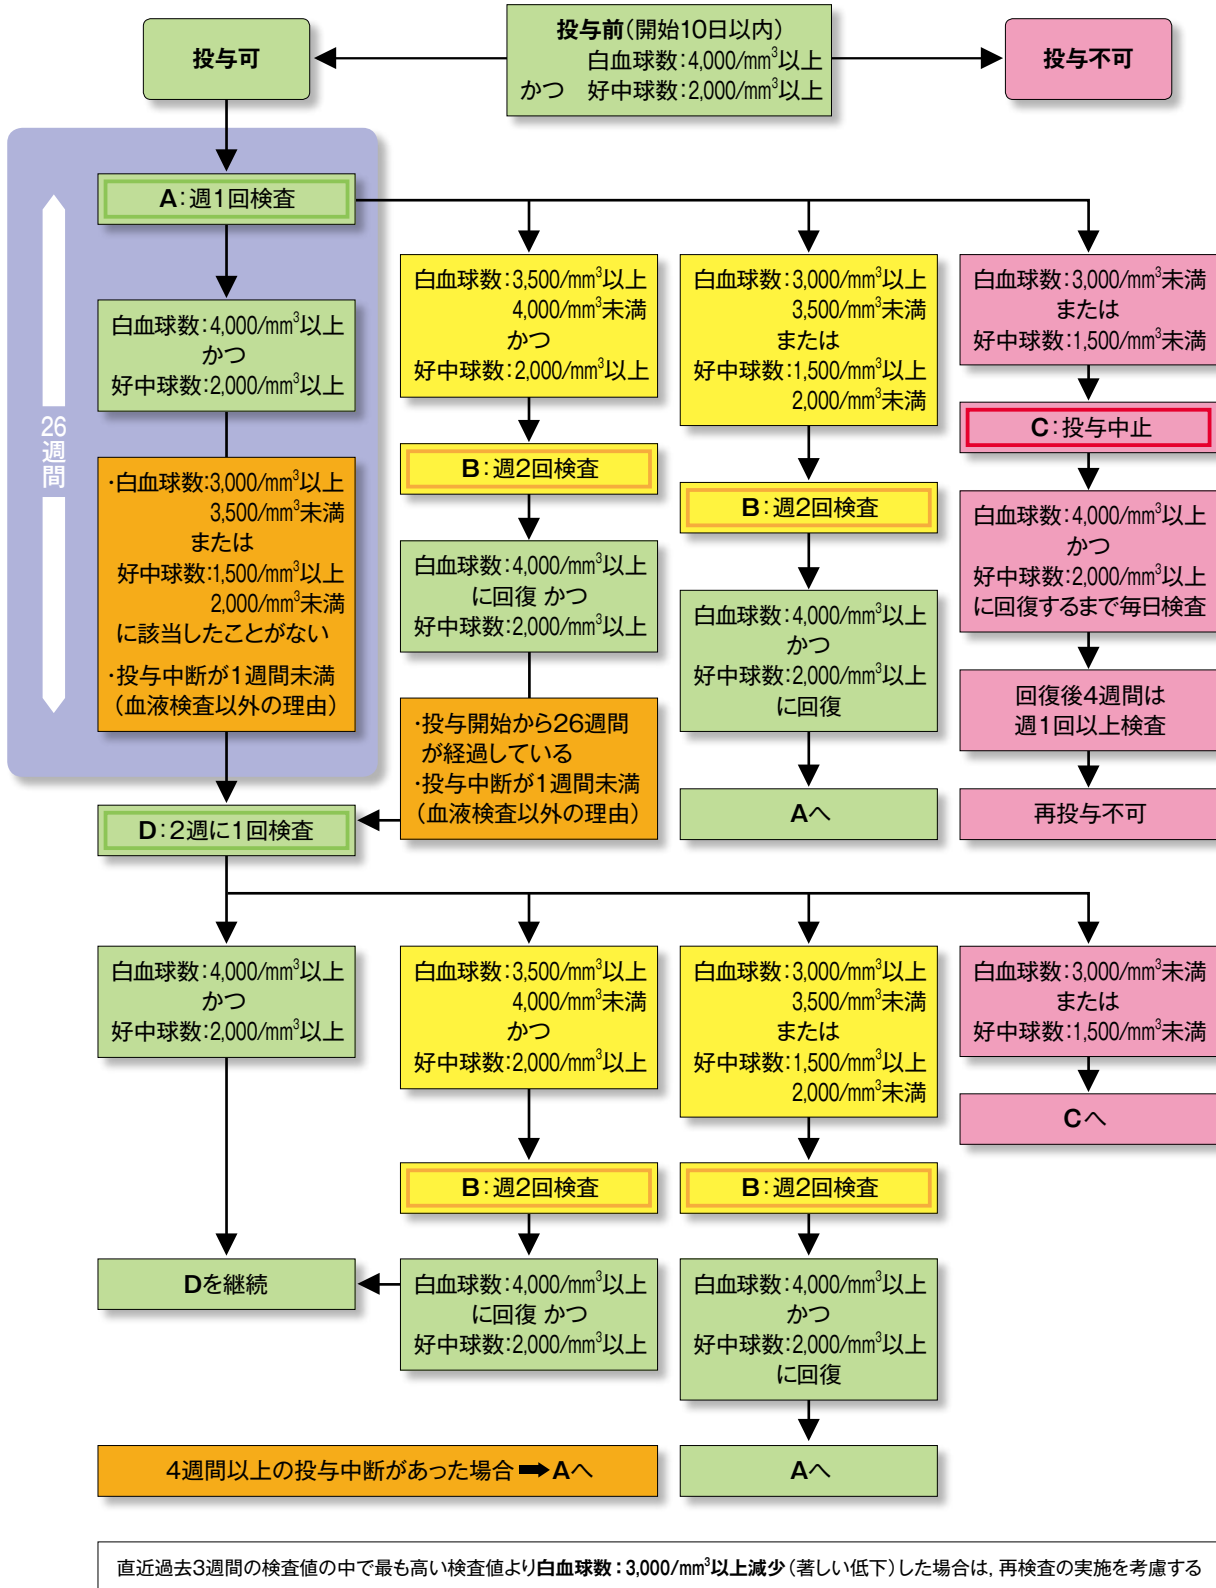 投与前（開始10日以内）
白血球数：4,000/mm³以上
かつ　好中球数：2,000/mm³以上
投与可
投与不可
26週間
A：週1回検査
白血球数：4,000/mm³以上
かつ
好中球数：2,000/mm³以上
・白血球数：3,000/mm³以上
3,500/mm³未満
または
好中球数：1,500/mm³以上
2,000/mm³未満
に該当したことがない
・投与中断が1週間未満
（血液検査以外の理由）
白血球数：3,500/mm³以上
4,000/mm³未満
かつ
好中球数：2,000/mm³以上
B：週2回検査
白血球数：4,000/mm³以上
に回復 かつ
好中球数：2,000/mm³以上
・投与開始から26週間
が経過している
・投与中断が1週間未満
（血液検査以外の理由）
白血球数：3,000/mm³以上
3,500/mm³未満
または
好中球数：1,500/mm³以上
2,000/mm³未満
B：週2回検査
白血球数：4,000/mm³以上
かつ
好中球数：2,000/mm³以上
に回復
Aへ
白血球数：3,000/mm³未満
または
好中球数：1,500/mm³未満
C：投与中止
白血球数：4,000/mm³以上
かつ
好中球数：2,000/mm³以上
に回復するまで毎日検査
回復後4週間は
週1回以上検査
再投与不可
D：2週に1回検査
白血球数：4,000/mm³以上
かつ
好中球数：2,000/mm³以上
Dを継続
白血球数：3,500/mm³以上
4,000/mm³未満
かつ
好中球数：2,000/mm³以上
B：週2回検査
白血球数：4,000/mm³以上
に回復 かつ
好中球数：2,000/mm³以上
白血球数：3,000/mm³以上
3,500/mm³未満
または
好中球数：1,500/mm³以上
2,000/mm³未満
B：週2回検査
白血球数：4,000/mm³以上
かつ
好中球数：2,000/mm³以上
に回復
Aへ
白血球数：3,000/mm³未満
または
好中球数：1,500/mm³未満
Cへ
4週間以上の投与中断があった場合➡Aへ
直近過去3週間の検査値の中で最も高い検査値より白血球数：3,000/mm³以上減少（著しい低下）した場合は，再検査の実施を考慮する